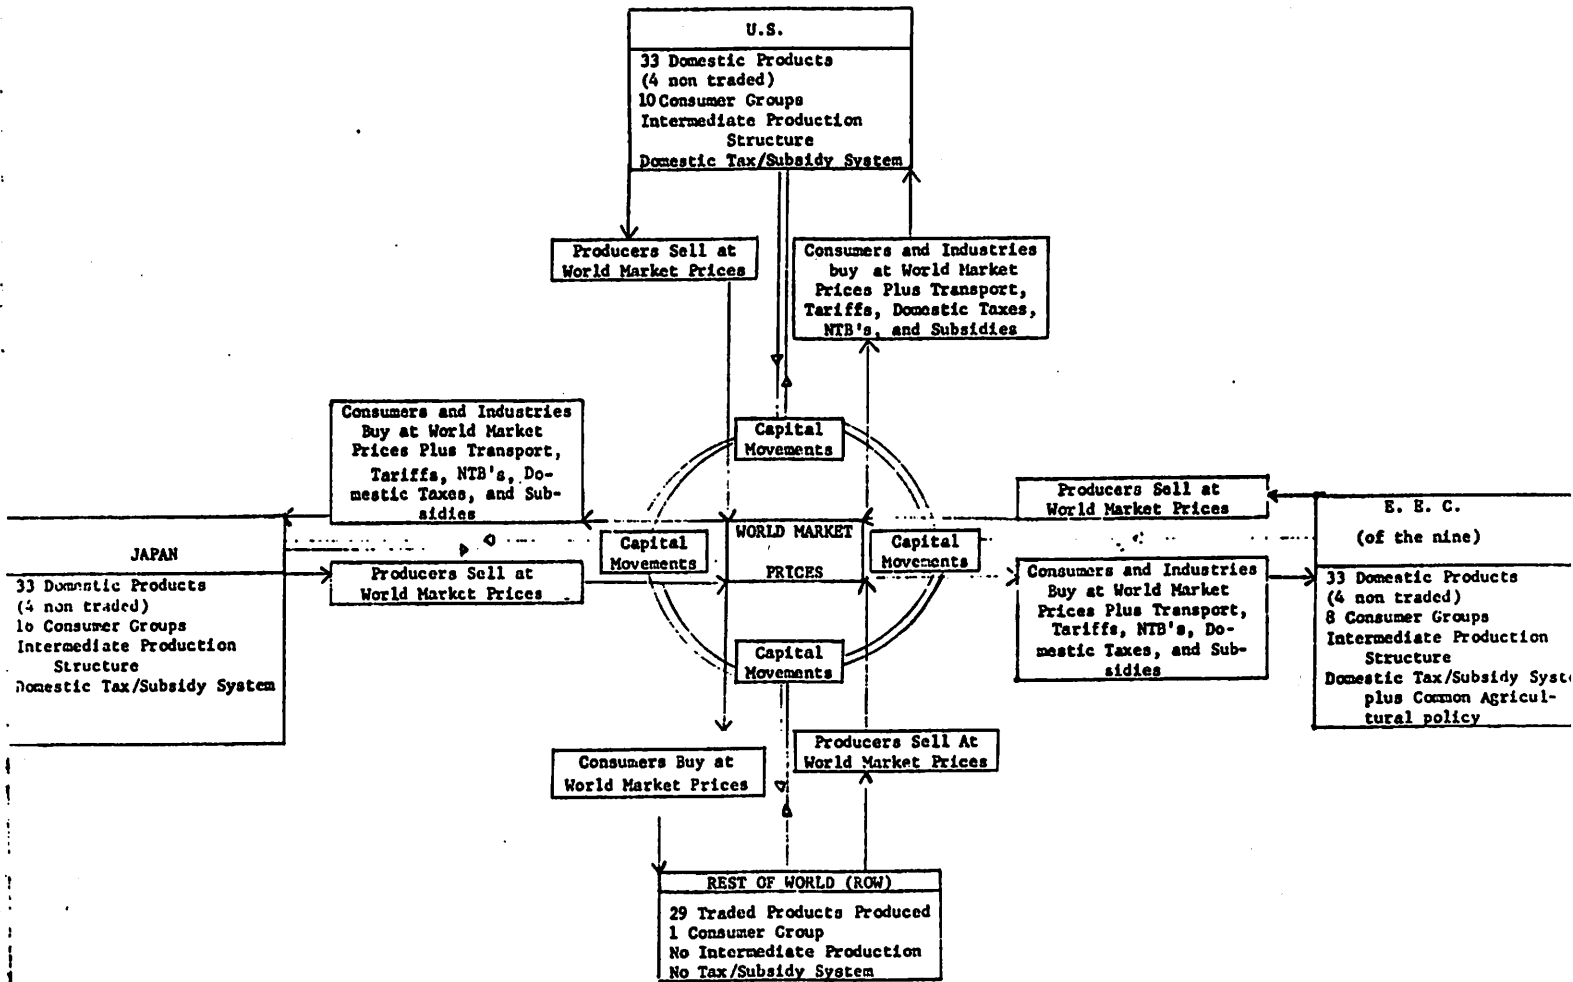 U.S.
33 Domestic Products
(4 non traded)
10 Consumer Groups
Intermediate Production
Structure
Domestic Tax/Subsidy System
Producers Sell at
World Market Prices
Consumers and Industries
buy at World Market
Prices Plus Transport,
Tariffs, Domestic Taxes,
NTB's, and Subsidies
Capital
Movements
Consumers and Industries
Buy at World Market
Prices Plus Transport,
Tariffs, NTB's, Do-
mestic Taxes, and Sub-
sidies
JAPAN
33 Domestic Products
(4 non traded)
16 Consumer Groups
Intermediate Production
Structure
Domestic Tax/Subsidy System
Producers Sell at
World Market Prices
Capital
Movements
WORLD MARKET
PRICES
Capital
Movements
Producers Sell at
World Market Prices
Consumers and Industries
Buy at World Market
Prices Plus Transport,
Tariffs, NTB's, Do-
mestic Taxes, and Sub-
sidies
E. E. C.
(of the nine)
33 Domestic Products
(4 non traded)
8 Consumer Groups
Intermediate Production
Structure
Domestic Tax/Subsidy Syst
plus Common Agricul-
tural policy
Capital
Movements
Consumers Buy at
World Market Prices
Producers Sell At
World Market Prices
REST OF WORLD (ROW)
29 Traded Products Produced
1 Consumer Group
No Intermediate Production
No Tax/Subsidy System